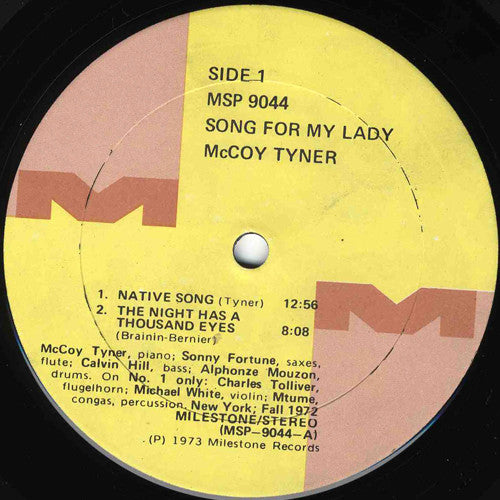 SIDE 1
MSP 9044
SONG FOR MY LADY
McCOY TYNER
1. NATIVE SONG (Tyner) 12:56
2. THE NIGHT HAS A
THOUSAND EYES 8:08
(Brainin-Bernier)
McCoy Tyner, piano; Sonny Fortune, saxes,
flute; Calvin Hill, bass; Alphonze Mouzon,
drums. On No. 1 only: Charles Tolliver,
flugelhorn; Michael White, violin; Mtume,
congas, percussion. New York; Fall 1972
MILESTONE/STEREO
(MSP-9044-A)
(P) 1973 Milestone Records